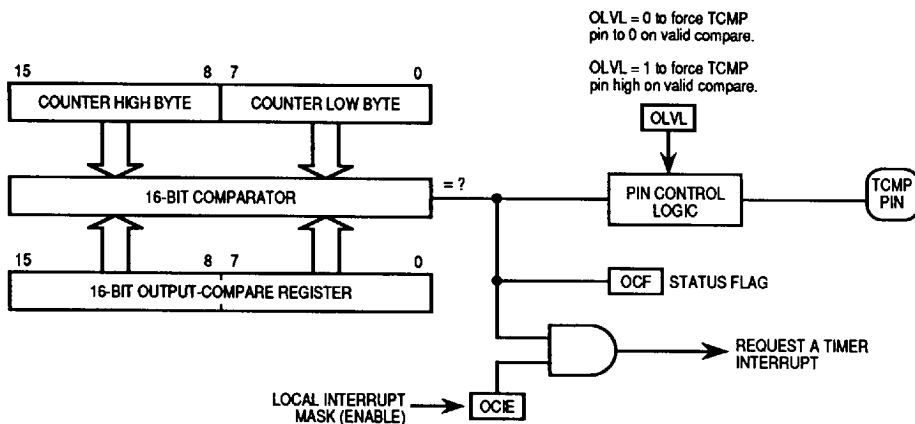 OLVL = 0 to force TCMP
pin to 0 on valid compare.
OLVL = 1 to force TCMP
pin high on valid compare.
15 8 7 0
COUNTER HIGH BYTE COUNTER LOW BYTE
OLVL
16-BIT COMPARATOR
= ?
PIN CONTROL
LOGIC
TCMP
PIN
15 8 7 0
16-BIT OUTPUT-COMPARE REGISTER
OCF STATUS FLAG
REQUEST A TIMER
INTERRUPT
LOCAL INTERRUPT
MASK (ENABLE)
OCIE